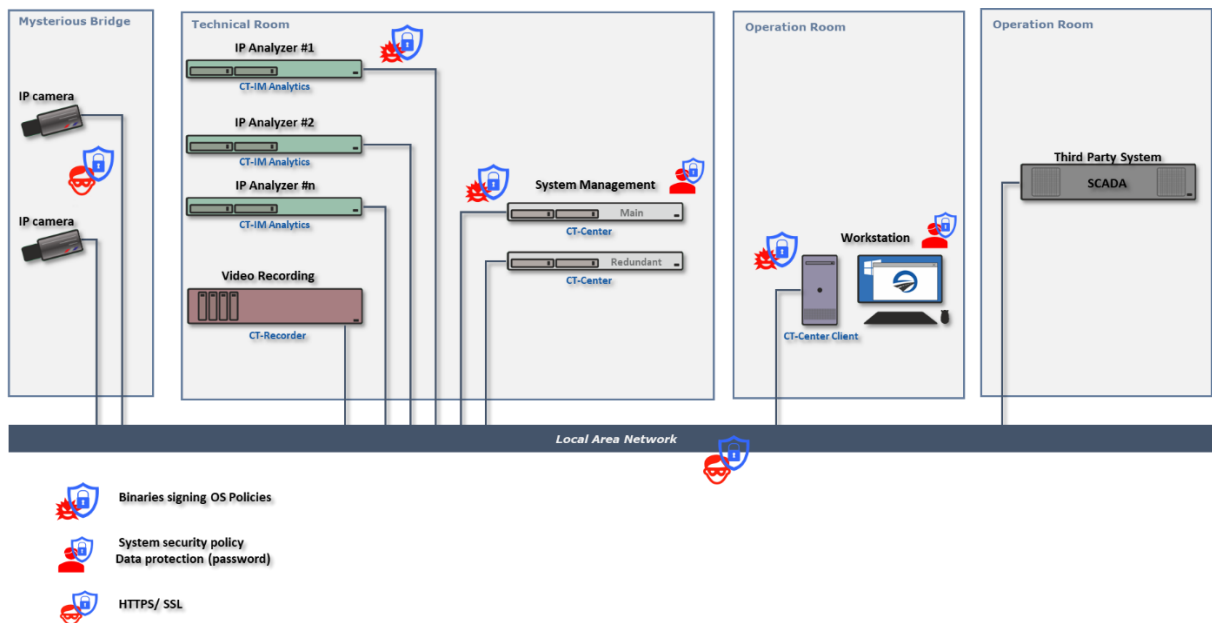 Mysterious Bridge
IP camera
IP camera
Technical Room
IP Analyzer #1
CT-IM Analytics
IP Analyzer #2
CT-IM Analytics
IP Analyzer #n
CT-IM Analytics
Video Recording
CT-Recorder
System Management
Main
CT-Center
Redundant
CT-Center
Operation Room
Workstation
CT-Center Client
Operation Room
Third Party System
SCADA
Local Area Network
Binaries signing OS Policies
System security policy
Data protection (password)
HTTPS/ SSL